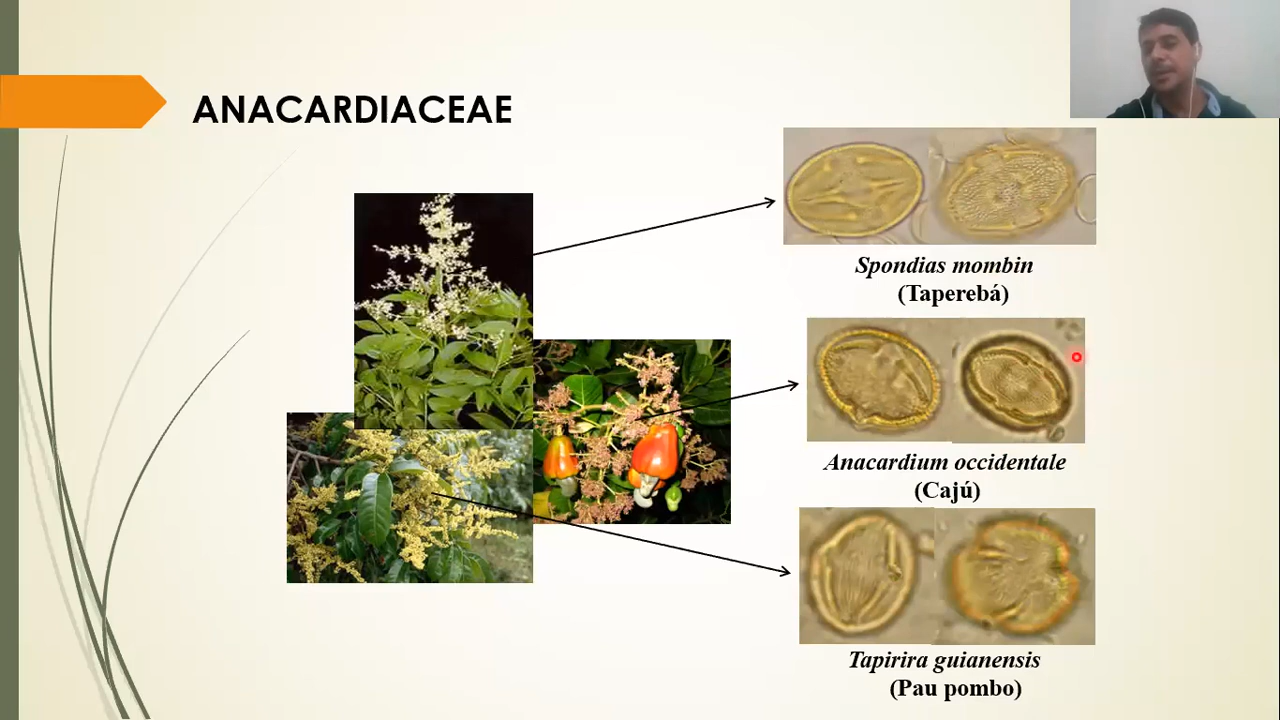 ANACARDIACEAE
Spondias mombin
(Taperebá)
Anacardium occidentale
(Cajú)
Tapirira guianensis
(Pau pombo)